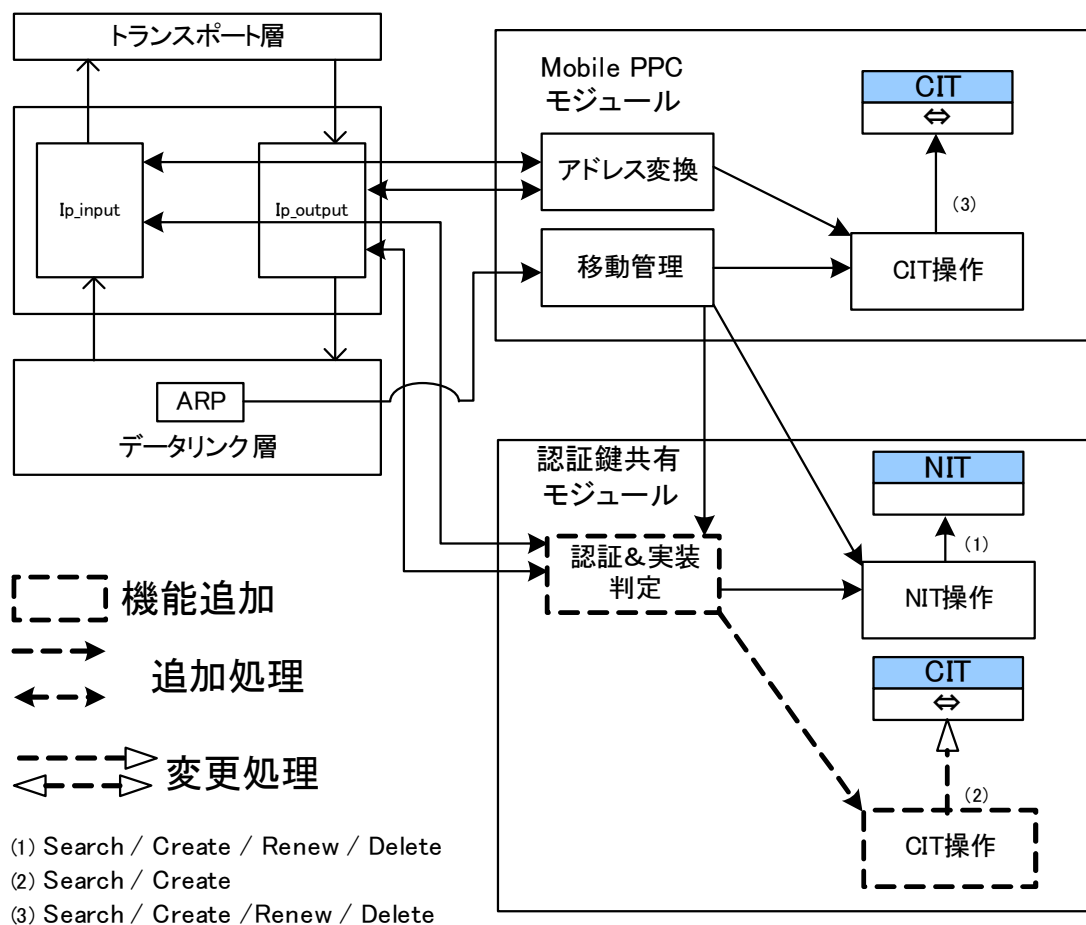 トランスポート層
Ip_input
Ip_output
ARP
データリンク層
Mobile PPC
モジュール
CIT
⇔
アドレス変換
(3)
移動管理
CIT操作
認証鍵共有
モジュール
NIT
(1)
認証&実装
判定
NIT操作
CIT
⇔
(2)
CIT操作
機能追加
追加処理
変更処理
(1) Search / Create / Renew / Delete
(2) Search / Create
(3) Search / Create /Renew / Delete